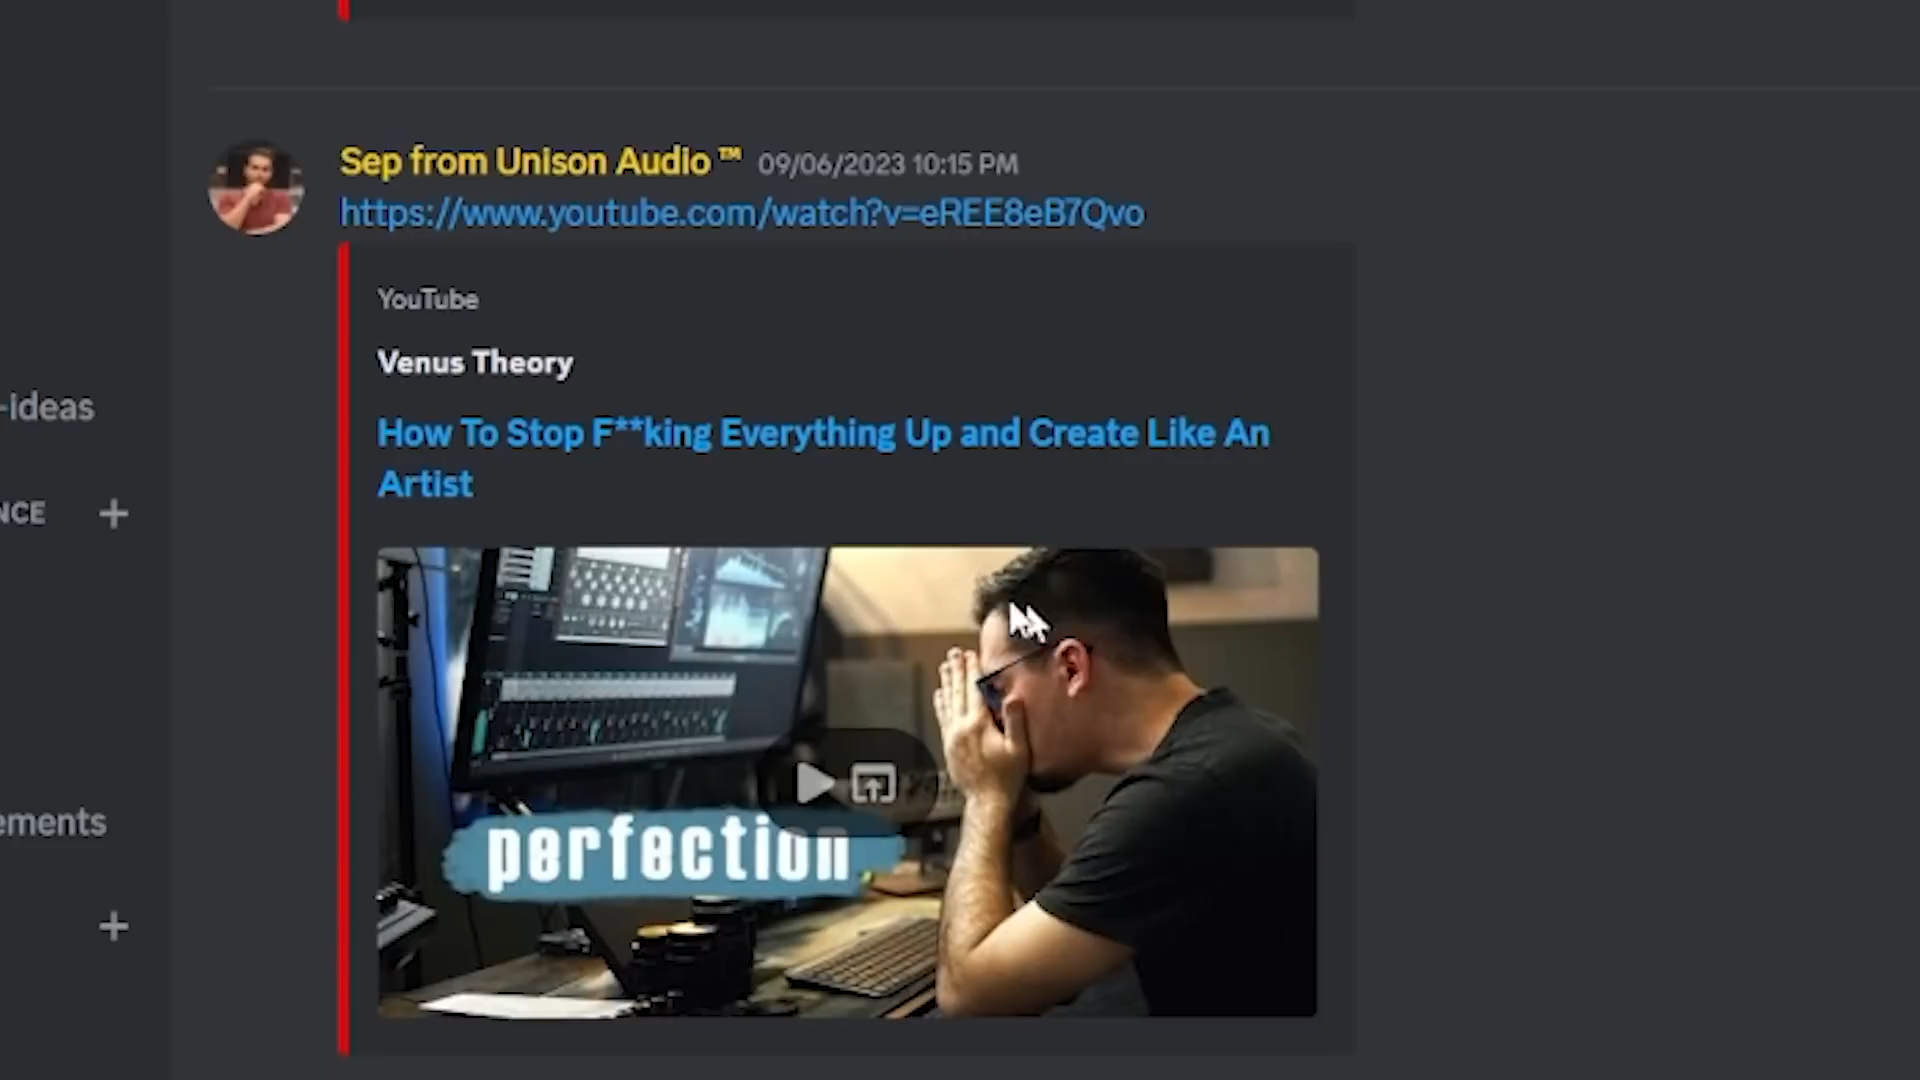 Sep from Unison Audio ™ 09/06/2023 10:15 PM
https://www.youtube.com/watch?v=eREE8eB7Qvo
YouTube
Venus Theory
-ideas
How To Stop F**king Everything Up and Create Like An
Artist
NCE +
perfection
ements
+